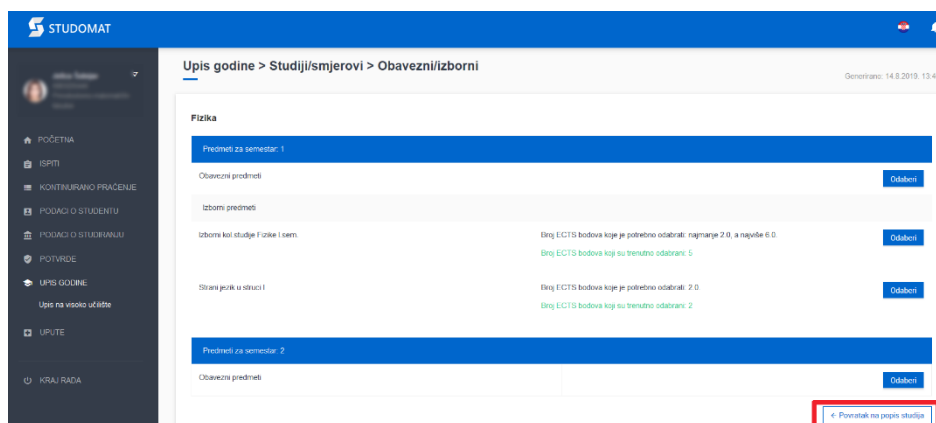 STUDOMAT
Upis godine > Studiji/smjerovi > Obavezni/izborni
Generirano: 14.8.2019. 13:4
POČETNA
ISPITI
KONTINUIRANO PRAĆENJE
PODACI O STUDENTU
PODACI O STUDIRANJU
POTVRDE
UPIS GODINE
Upis na visoko učilište
UPUTE
KRAJ RADA
Fizika
Predmeti za semestar: 1
Obavezni predmeti
Odaberi
Izborni predmeti
Izborni kol.studije Fizike I.sem.
Broj ECTS bodova koje je potrebno odabrati: najmanje 2.0, a najviše 6.0.
Odaberi
Broj ECTS bodova koji su trenutno odabrani: 5
Strani jezik u struci I
Broj ECTS bodova koje je potrebno odabrati: 2.0.
Odaberi
Broj ECTS bodova koji su trenutno odabrani: 2
Predmeti za semestar: 2
Obavezni predmeti
Odaberi
← Povratak na popis studija